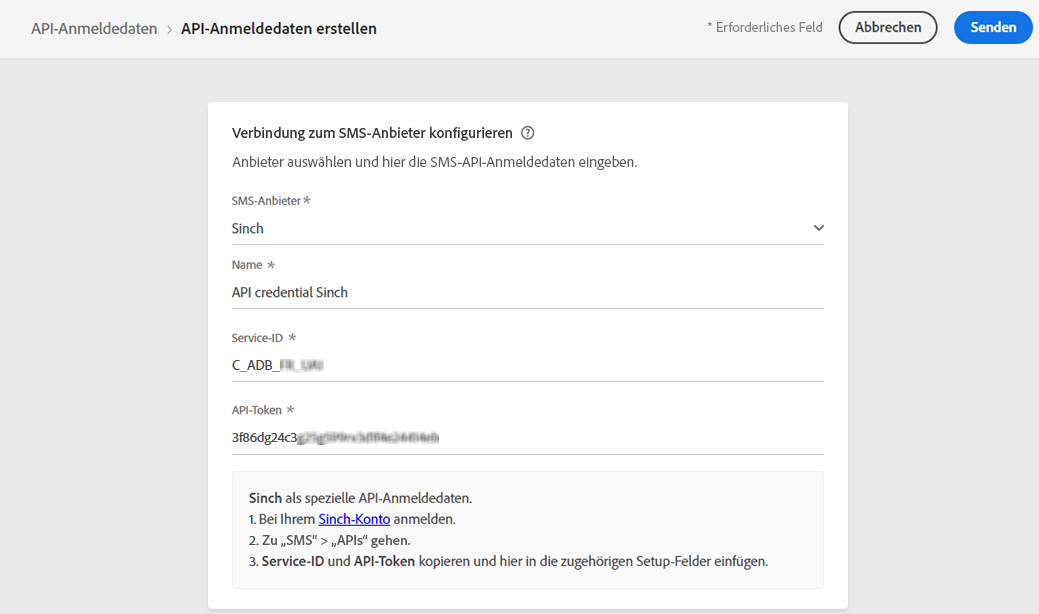 API-Anmeldedaten > API-Anmeldedaten erstellen
* Erforderliches Feld
Abbrechen
Senden
Verbindung zum SMS-Anbieter konfigurieren ?
Anbieter auswählen und hier die SMS-API-Anmeldedaten eingeben.
SMS-Anbieter *
Sinch
Name *
API credential Sinch
Service-ID *
C_ADB_
API-Token *
3f86dg24c3
Sinch als spezielle API-Anmeldedaten.
1. Bei Ihrem Sinch-Konto anmelden.
2. Zu „SMS“ > „APIs“ gehen.
3. Service-ID und API-Token kopieren und hier in die zugehörigen Setup-Felder einfügen.